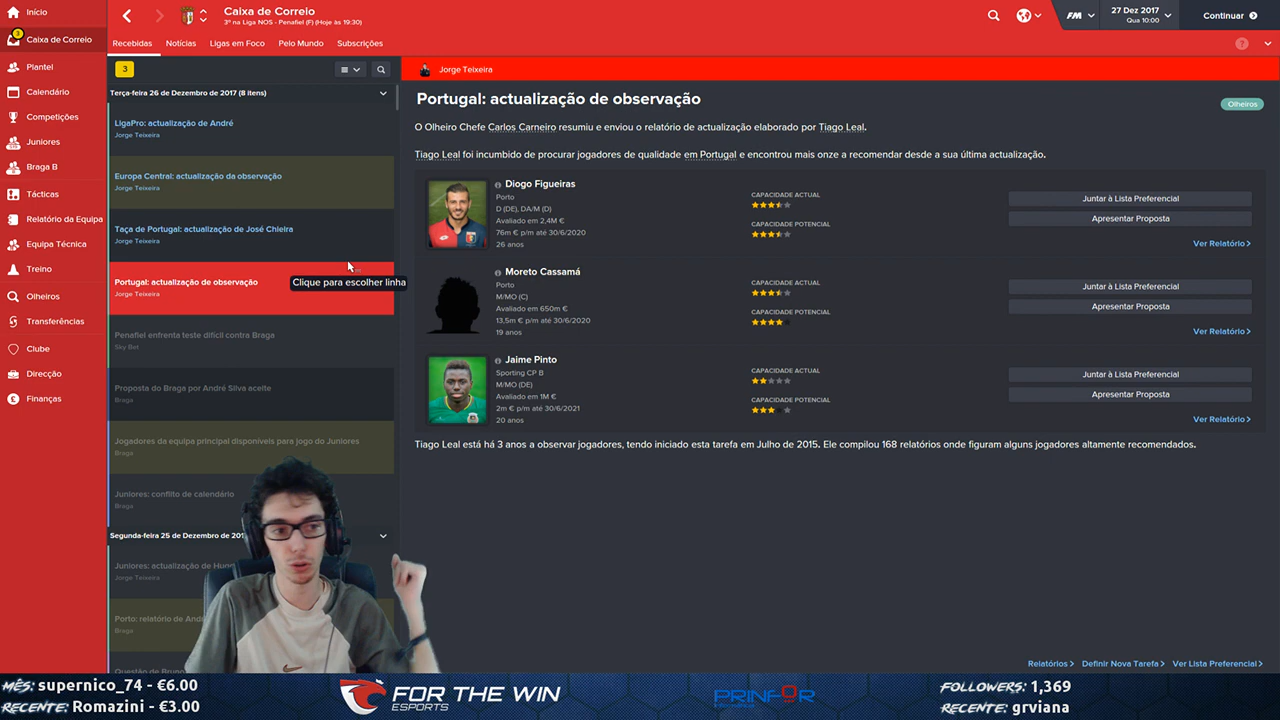 Início
Caixa de Correio
3
Plantel
Calendário
Competições
Juniores
Braga B
Tácticas
Relatório da Equipa
Equipa Técnica
Treino
Olheiros
Transferências
Clube
Direcção
Finanças
Caixa de Correio
3º na Liga NOS - Penafiel (F) (Hoje às 19:30)
FM
27 Dez 2017
Qua 10:00
Continuar
Recebidas
Notícias
Ligas em Foco
Pelo Mundo
Subscrições
3
Terça-feira 26 de Dezembro de 2017 (8 itens)
LigaPro: actualização de André
Jorge Teixeira
Europa Central: actualização da observação
Jorge Teixeira
Taça de Portugal: actualização de José Chieira
Jorge Teixeira
Portugal: actualização de observação
Jorge Teixeira
Clique para escolher linha
Penafiel enfrenta teste difícil contra Braga
Sky Bet
Proposta do Braga por André Silva aceite
Braga
Jogadores da equipa principal disponíveis para jogo do Juniores
Braga
Juniores: conflito de calendário
Braga
Segunda-feira 25 de Dezembro de 201
Juniores: actualização de Hu
Jorge Teixeira
Porto: relatório de Andr
Braga
Questão de Brun
Jorge Teixeira
Portugal: actualização de observação
Olheiros
O Olheiro Chefe Carlos Carneiro resumiu e enviou o relatório de actualização elaborado por Tiago Leal.
Tiago Leal foi incumbido de procurar jogadores de qualidade em Portugal e encontrou mais onze a recomendar desde a sua última actualização.
Diogo Figueiras
Porto
D (DE), DA/M (D)
Avaliado em 2,4M €
76m € p/m até 30/6/2020
26 anos
CAPACIDADE ACTUAL
CAPACIDADE POTENCIAL
Juntar à Lista Preferencial
Apresentar Proposta
Ver Relatório
Moreto Cassamá
Porto
M/MO (C)
Avaliado em 650m €
13,5m € p/m até 30/6/2020
19 anos
CAPACIDADE ACTUAL
CAPACIDADE POTENCIAL
Juntar à Lista Preferencial
Apresentar Proposta
Ver Relatório
Jaime Pinto
Sporting CP B
M/MO (DE)
Avaliado em 1M €
2m € p/m até 30/6/2021
20 anos
CAPACIDADE ACTUAL
CAPACIDADE POTENCIAL
Juntar à Lista Preferencial
Apresentar Proposta
Ver Relatório
Tiago Leal está há 3 anos a observar jogadores, tendo iniciado esta tarefa em Julho de 2015. Ele compilou 168 relatórios onde figuram alguns jogadores altamente recomendados.
Relatórios
Definir Nova Tarefa
Ver Lista Preferencial
MÊS: supernico_74 - €6.00
RECENTE: Romazini - €3.00
FOR THE WIN
ESPORTS
PRINFOR
FOLLOWERS: 1,369
RECENTE: grviana